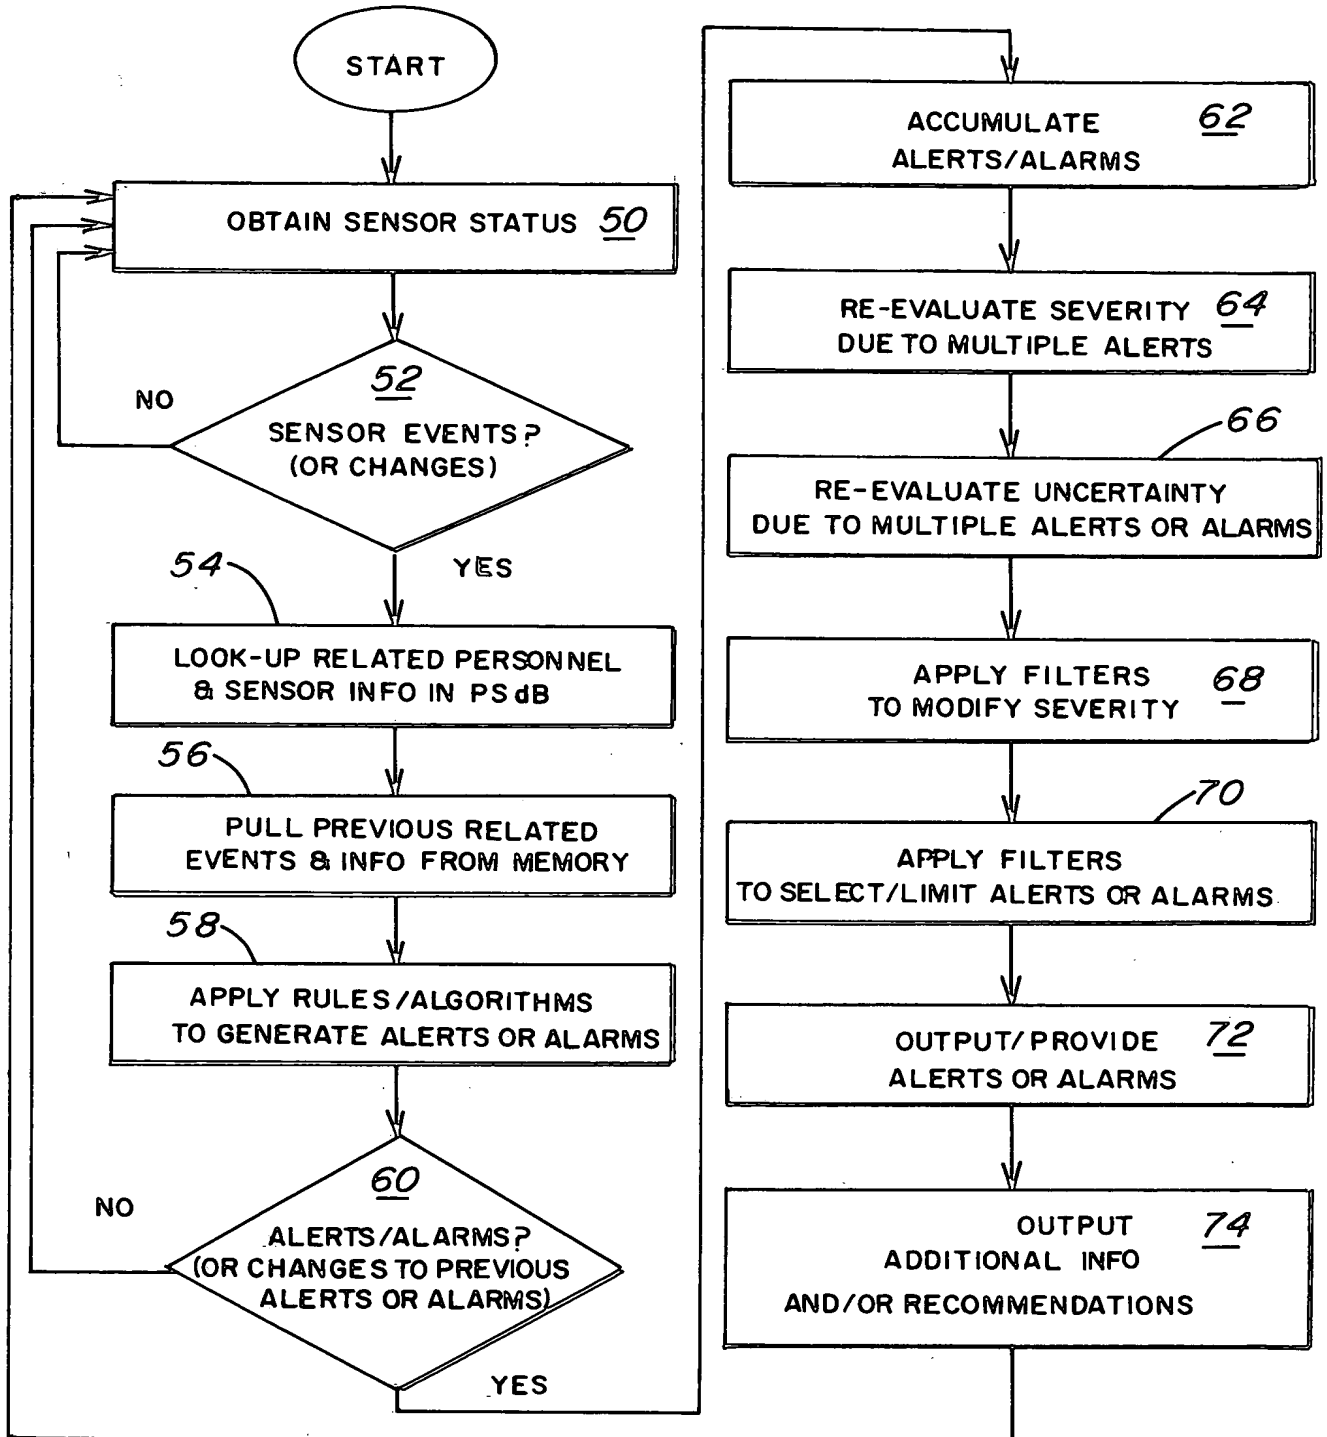 START
OBTAIN SENSOR STATUS 50
52
NO
SENSOR EVENTS?
(OR CHANGES)
YES
54
LOOK-UP RELATED PERSONNEL
& SENSOR INFO IN PSdB
56
PULL PREVIOUS RELATED
EVENTS & INFO FROM MEMORY
58
APPLY RULES/ALGORITHMS
TO GENERATE ALERTS OR ALARMS
60
NO
ALERTS/ALARMS?
(OR CHANGES TO PREVIOUS
ALERTS OR ALARMS)
YES
ACCUMULATE 62
ALERTS/ALARMS
RE-EVALUATE SEVERITY 64
DUE TO MULTIPLE ALERTS
66
RE-EVALUATE UNCERTAINTY
DUE TO MULTIPLE ALERTS OR ALARMS
APPLY FILTERS 68
TO MODIFY SEVERITY
70
APPLY FILTERS
TO SELECT/LIMIT ALERTS OR ALARMS
OUTPUT/PROVIDE 72
ALERTS OR ALARMS
OUTPUT 74
ADDITIONAL INFO
AND/OR RECOMMENDATIONS